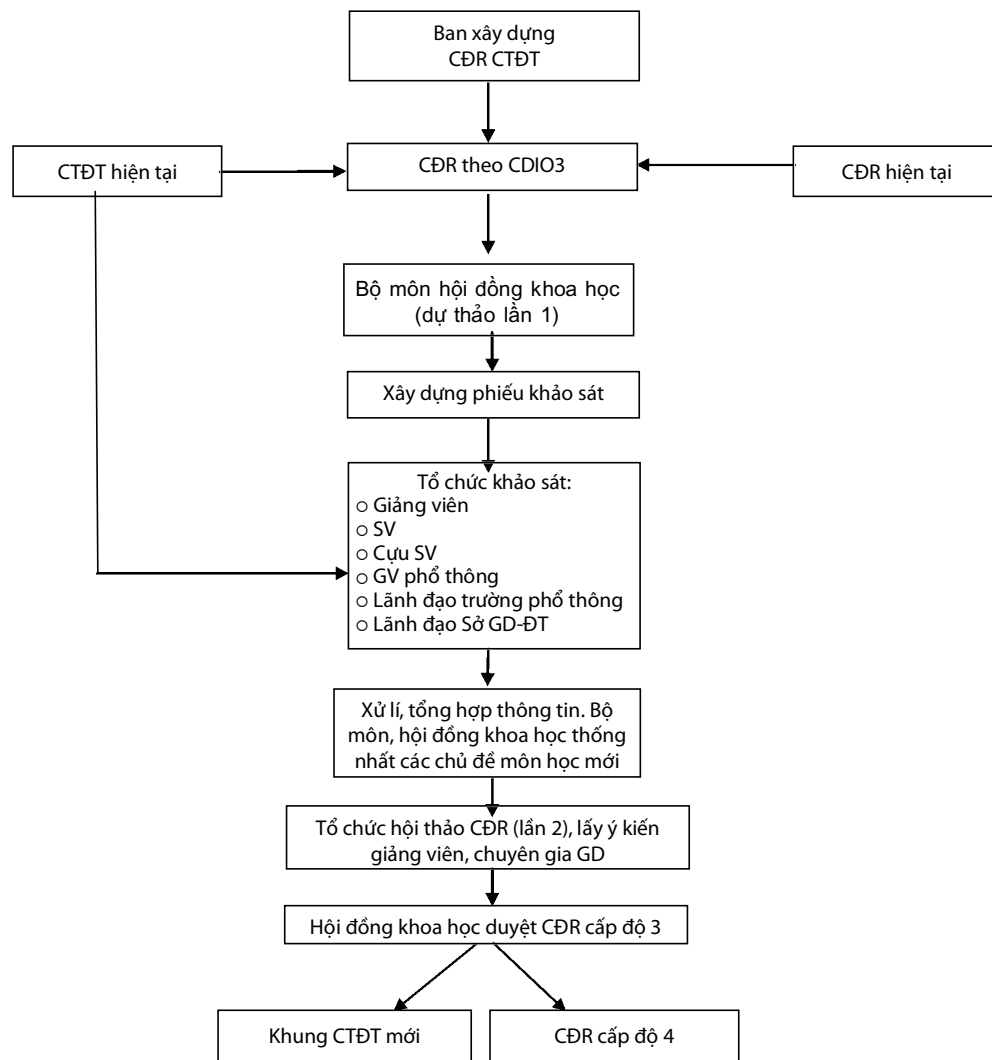 Ban xây dựng
CĐR CTĐT
CTĐT hiện tại
CĐR theo CDIO3
CĐR hiện tại
Bộ môn hội đồng khoa học
(dự thảo lần 1)
Xây dựng phiếu khảo sát
Tổ chức khảo sát:
○ Giảng viên
○ SV
○ Cựu SV
○ GV phổ thông
○ Lãnh đạo trường phổ thông
○ Lãnh đạo Sở GD-ĐT
Xử lí, tổng hợp thông tin. Bộ
môn, hội đồng khoa học thống
nhất các chủ đề môn học mới
Tổ chức hội thảo CĐR (lần 2), lấy ý kiến
giảng viên, chuyên gia GD
Hội đồng khoa học duyệt CĐR cấp độ 3
Khung CTĐT mới
CĐR cấp độ 4